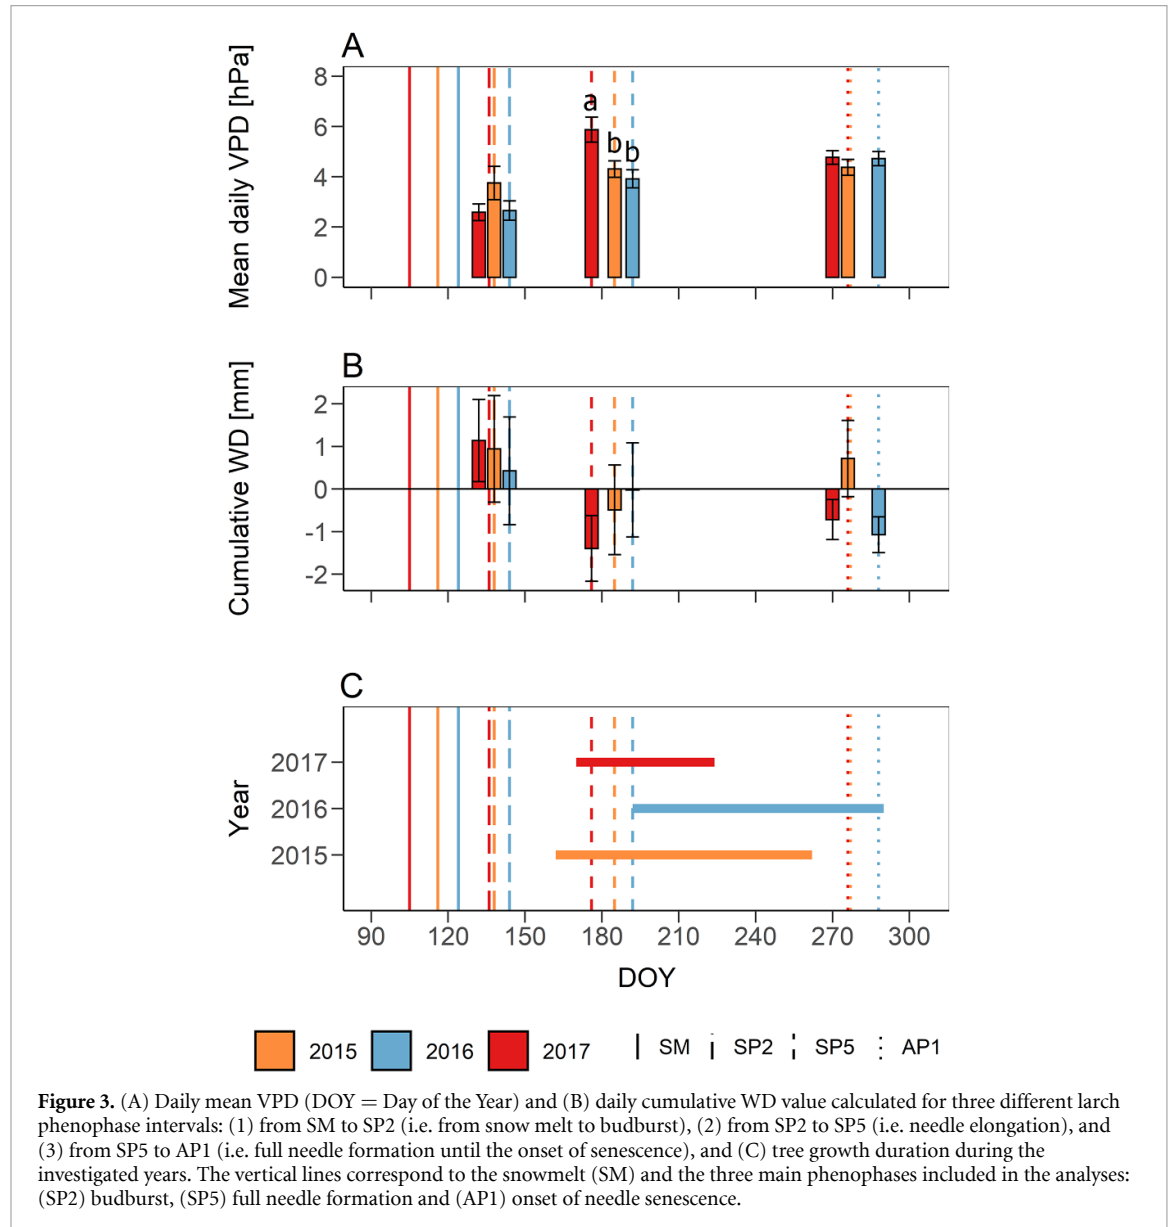 A
Mean daily VPD [hPa]
8
6
4
2
0
a
b
b
B
Cumulative WD [mm]
2
1
0
-1
-2
C
Year
2017
2016
2015
90 120 150 180 210 240 270 300
DOY
2015 2016 2017 SM SP2 SP5 AP1
Figure 3. (A) Daily mean VPD (DOY = Day of the Year) and (B) daily cumulative WD value calculated for three different larch
phenophase intervals: (1) from SM to SP2 (i.e. from snow melt to budburst), (2) from SP2 to SP5 (i.e. needle elongation), and
(3) from SP5 to AP1 (i.e. full needle formation until the onset of senescence), and (C) tree growth duration during the
investigated years. The vertical lines correspond to the snowmelt (SM) and the three main phenophases included in the analyses:
(SP2) budburst, (SP5) full needle formation and (AP1) onset of needle senescence.